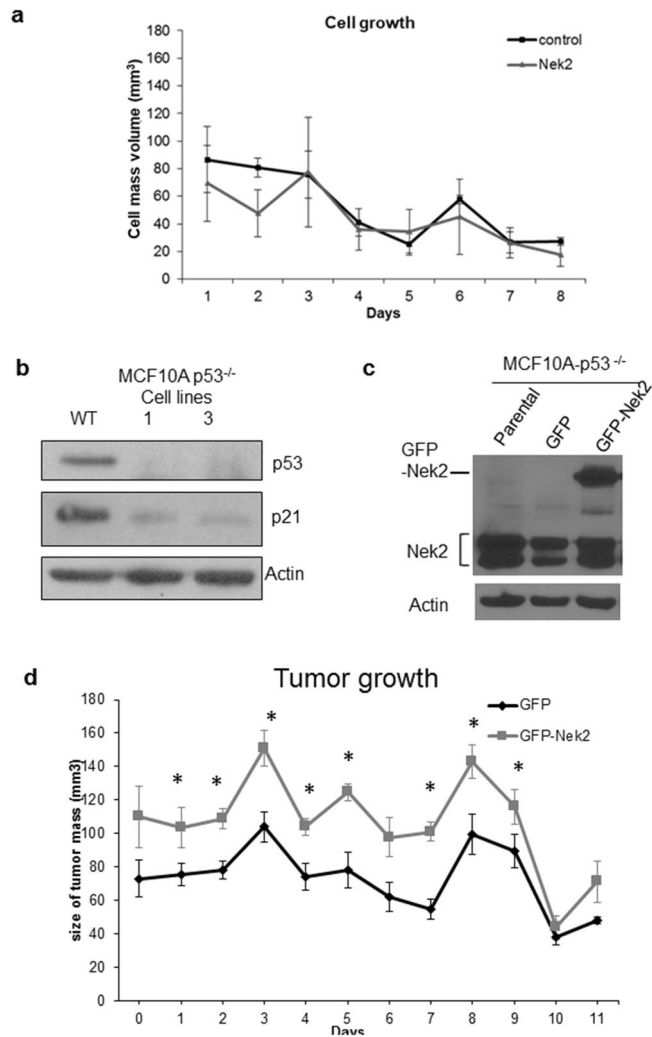 a
Cell growth
Cell mass volume (mm³)
180
160
140
120
100
80
60
40
20
0
control
Nek2
1 2 3 4 5 6 7 8
Days
b
MCF10A p53-/-
Cell lines
WT 1 3
p53
p21
Actin
c
MCF10A-p53 -/-
Parental GFP GFP-Nek2
GFP
-Nek2
Nek2
Actin
d
Tumor growth
size of tumor mass (mm3)
180
160
140
120
100
80
60
40
20
0
GFP
GFP-Nek2
* * * * * * * *
0 1 2 3 4 5 6 7 8 9 10 11
Days